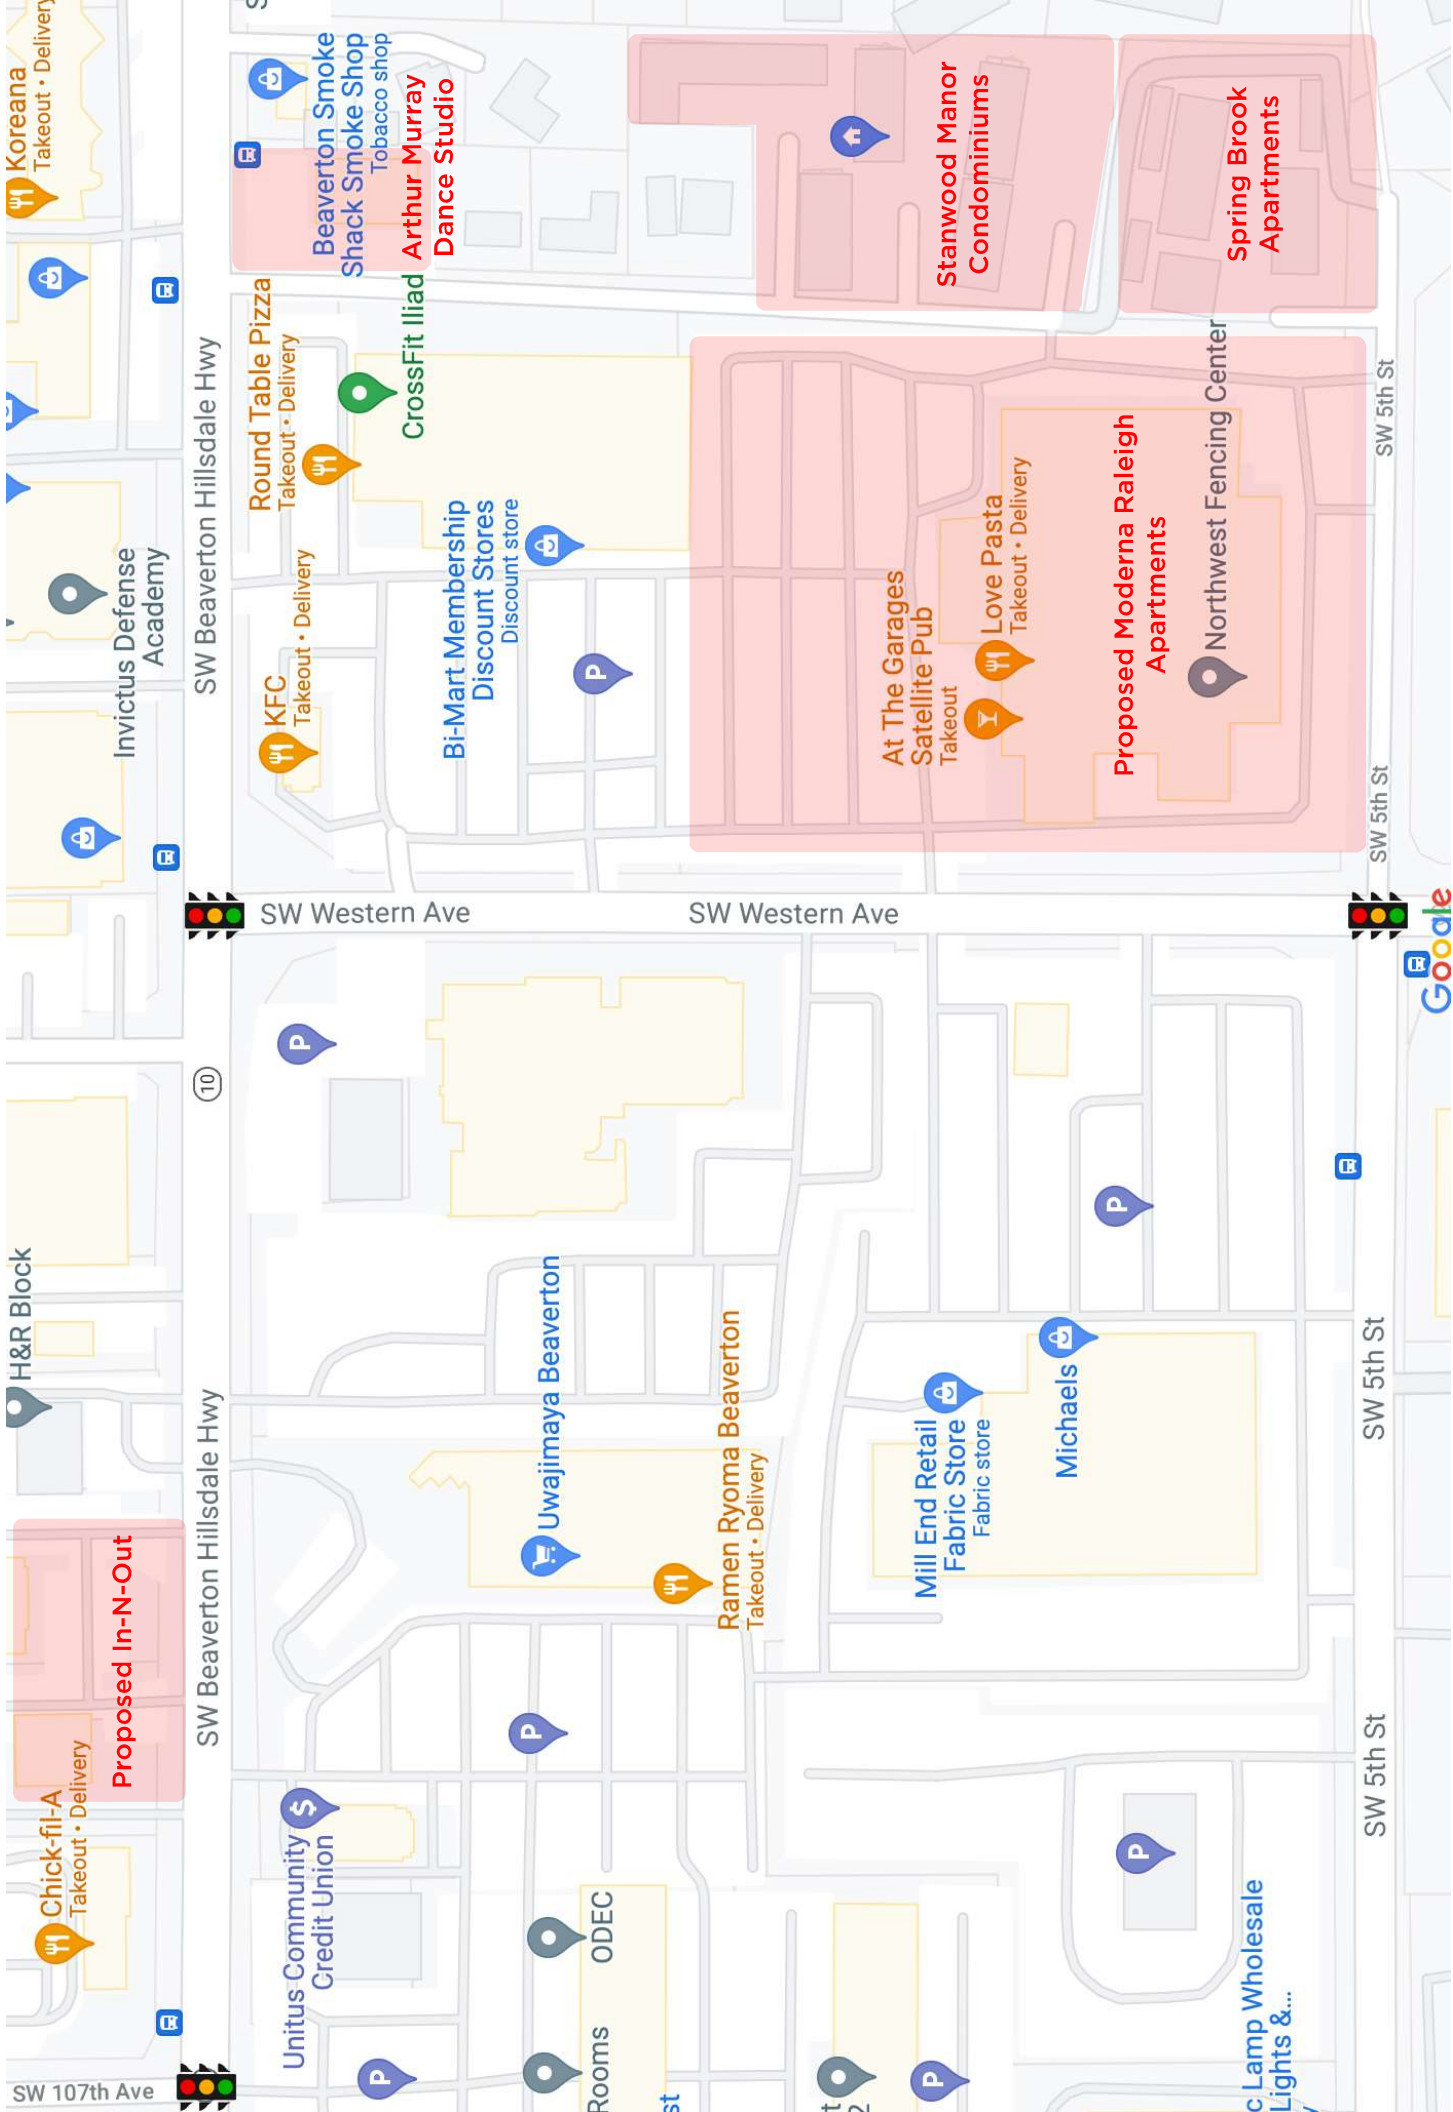 Chick-fil-A
Takeout • Delivery
Proposed In-N-Out
H&R Block
Koreana
Takeout • Delivery
Invictus Defense
Academy
SW 107th Ave
SW Beaverton Hillsdale Hwy
10
SW Beaverton Hillsdale Hwy
S
Unitus Community
Credit Union
P
P
KFC
Takeout • Delivery
Round Table Pizza
Takeout • Delivery
CrossFit Iliad
Beaverton Smoke
Shack Smoke Shop
Tobacco shop
Arthur Murray
Dance Studio
SW Western Ave
Bi-Mart Membership
Discount Stores
Discount store
P
P
Uwajimaya Beaverton
ODEC
Rooms
st
Ramen Ryoma Beaverton
Takeout • Delivery
SW Western Ave
t
2
P
Mill End Retail
Fabric Store
Fabric store
Michaels
At The Garages
Satellite Pub
Takeout
Love Pasta
Takeout • Delivery
Stanwood Manor
Condominiums
P
P
Proposed Moderna Raleigh
Apartments
Northwest Fencing Center
Spring Brook
Apartments
c Lamp Wholesale
Lights &...
SW 5th St
SW 5th St
SW 5th St
SW 5th St
Google